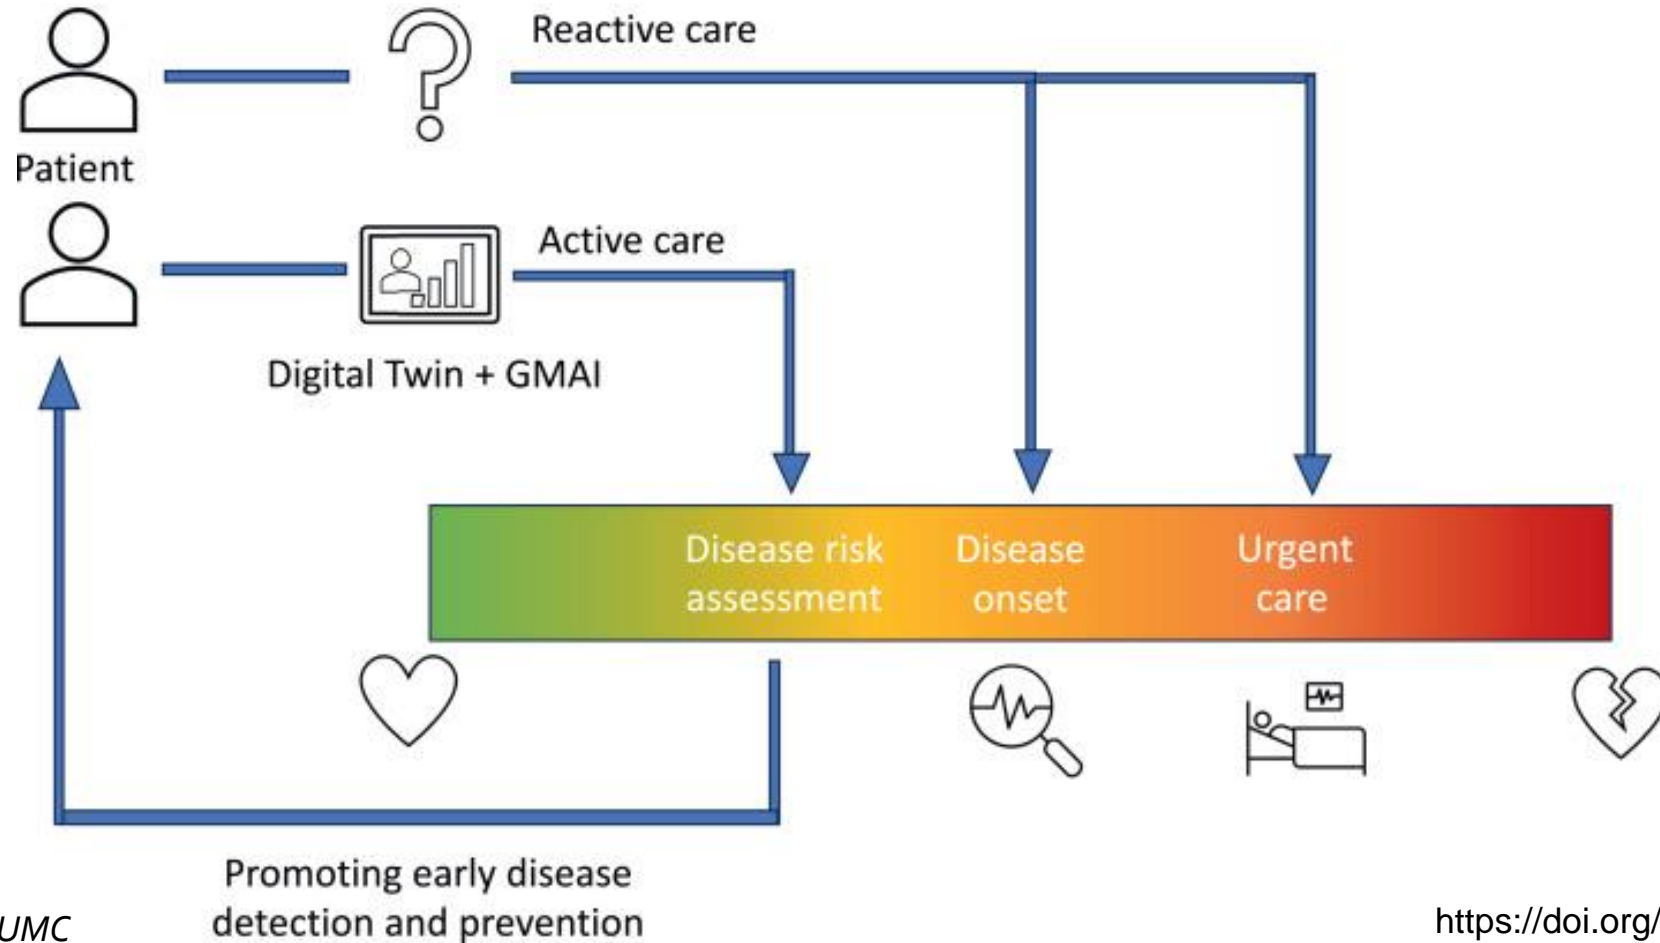 Reactive care
Patient
Active care
Digital Twin + GMAI
Disease risk
assessment
Disease
onset
Urgent
care
Promoting early disease
detection and prevention
UMC
https://doi.org/